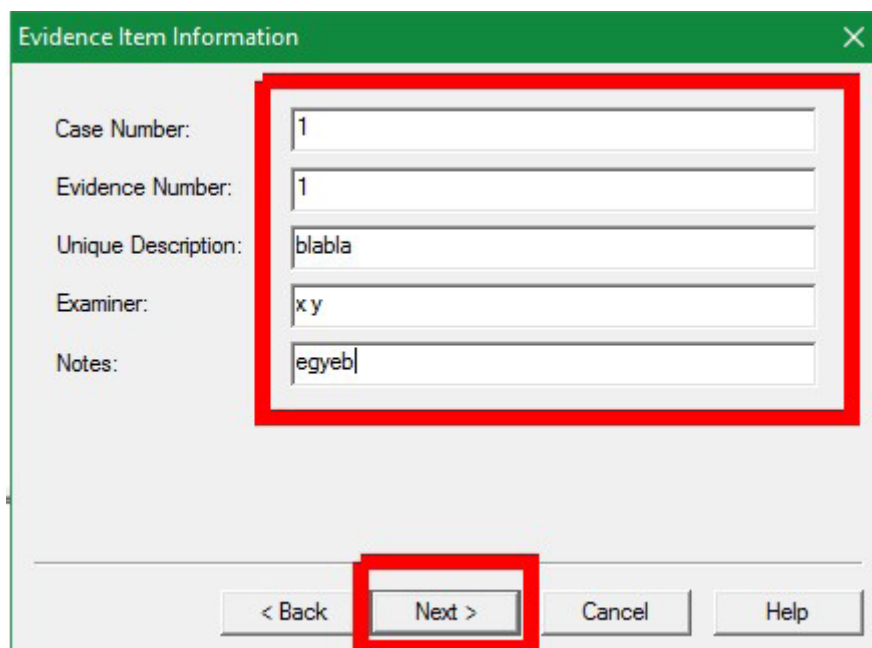 Evidence Item Information
Case Number: 1
Evidence Number: 1
Unique Description: blabla
Examiner: x y
Notes: egyeb
< Back Next > Cancel Help